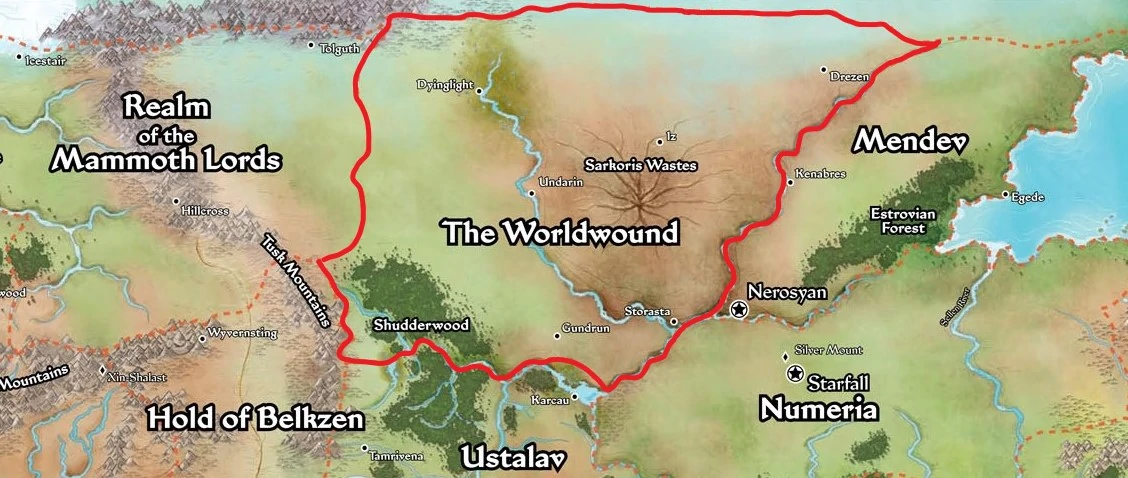 Tolguth
Icestair
Drezen
Dyinglight
Realm
of the
Mammoth Lords
Iz
Mendev
Sarkoris Wastes
Kenabres
Undarin
Egede
Hillcross
Estrovian
Forest
The Worldwound
Tusk Mountains
wood
Nerosyan
Storasta
Sellen River
Shudderwood
Gundrun
Wyvernsting
Silver Mount
Mountains
Xin-Shalast
Starfall
Karcau
Numeria
Hold of Belkzen
Tamrivena
Ustalav